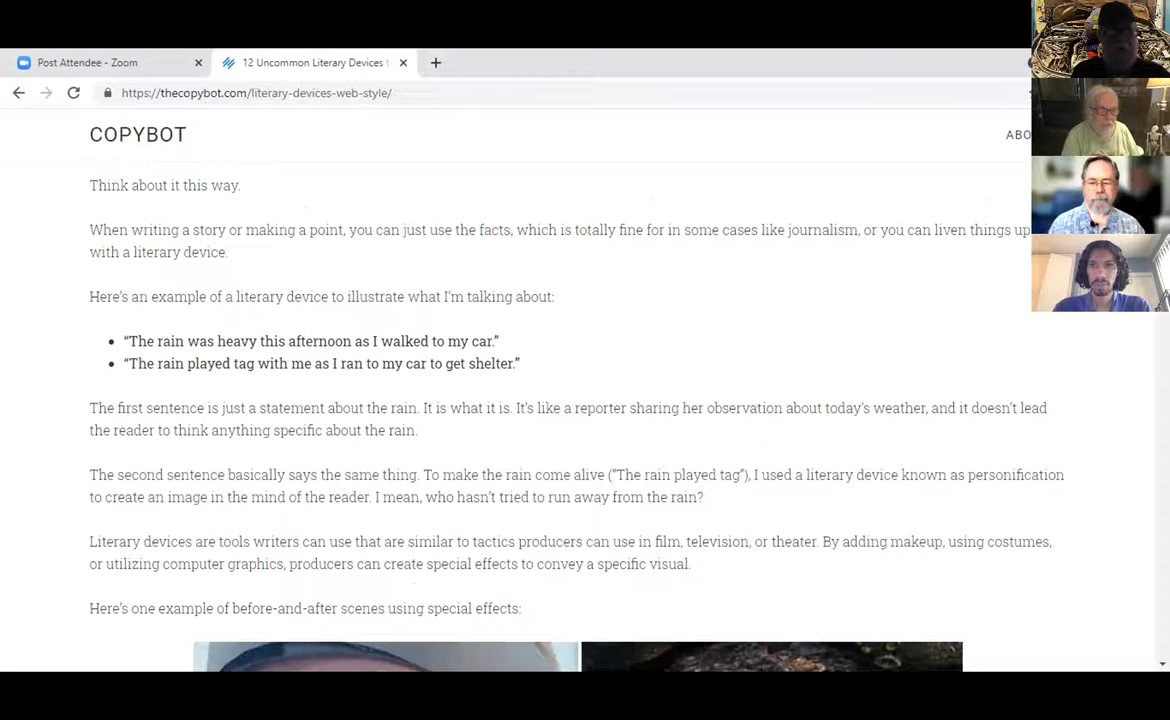 Post Attendee - Zoom
12 Uncommon Literary Devices
https://thecopybot.com/literary-devices-web-style/
COPYBOT
ABO
Think about it this way.
When writing a story or making a point, you can just use the facts, which is totally fine for in some cases like journalism, or you can liven things up
with a literary device.
Here’s an example of a literary device to illustrate what I’m talking about:
• “The rain was heavy this afternoon as I walked to my car.”
• “The rain played tag with me as I ran to my car to get shelter.”
The first sentence is just a statement about the rain. It is what it is. It’s like a reporter sharing her observation about today’s weather, and it doesn’t lead
the reader to think anything specific about the rain.
The second sentence basically says the same thing. To make the rain come alive (“The rain played tag”), I used a literary device known as personification
to create an image in the mind of the reader. I mean, who hasn’t tried to run away from the rain?
Literary devices are tools writers can use that are similar to tactics producers can use in film, television, or theater. By adding makeup, using costumes,
or utilizing computer graphics, producers can create special effects to convey a specific visual.
Here’s one example of before-and-after scenes using special effects: